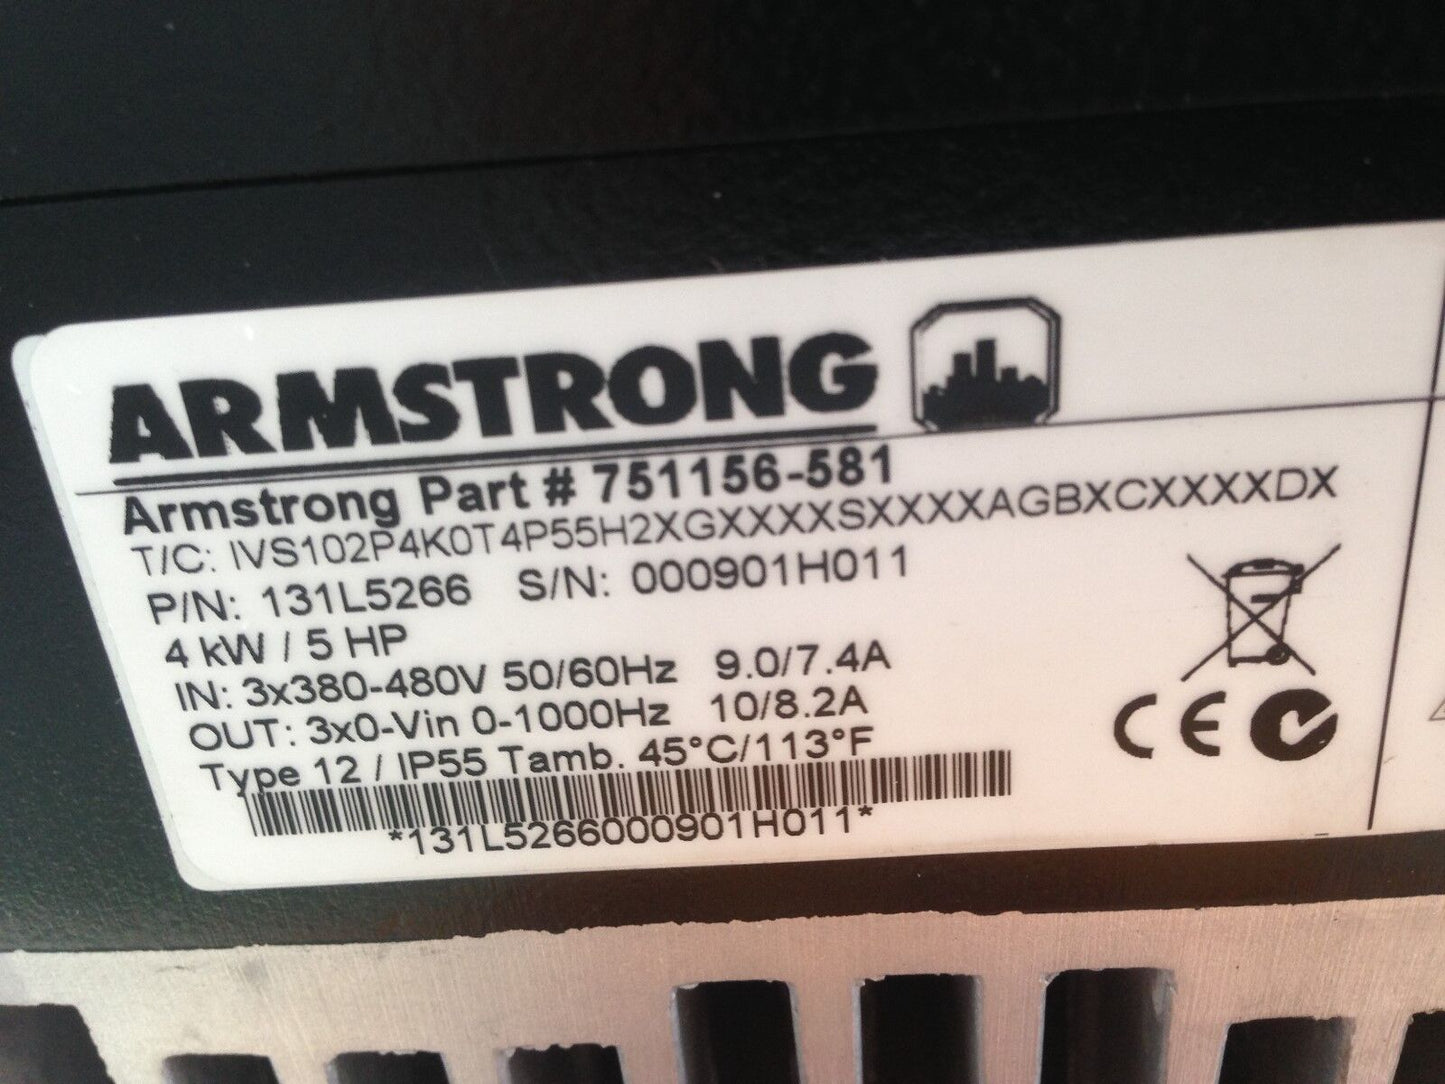 ARMSTRONG
Armstrong Part # 751156-581
T/C: IVS102P4K0T4P55H2XGXXXXSXXXXAGBXCXXXXDX
P/N: 131L5266 S/N: 000901H011
4 kW / 5 HP
IN: 3x380-480V 50/60Hz 9.0/7.4A
OUT: 3x0-Vin 0-1000Hz 10/8.2A
Type 12 / IP55 Tamb. 45°C/113°F
*131L5266000901H011*
CE